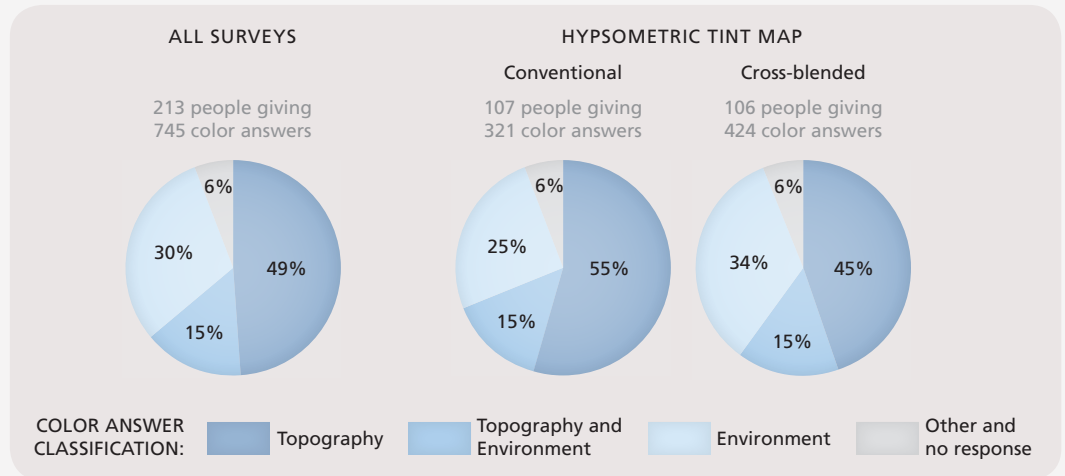 ALL SURVEYS
213 people giving
745 color answers
6%
30%
49%
15%
HYPSOMETRIC TINT MAP
Conventional
107 people giving
321 color answers
6%
25%
55%
15%
Cross-blended
106 people giving
424 color answers
6%
34%
45%
15%
COLOR ANSWER
CLASSIFICATION:
Topography
Topography and
Environment
Environment
Other and
no response